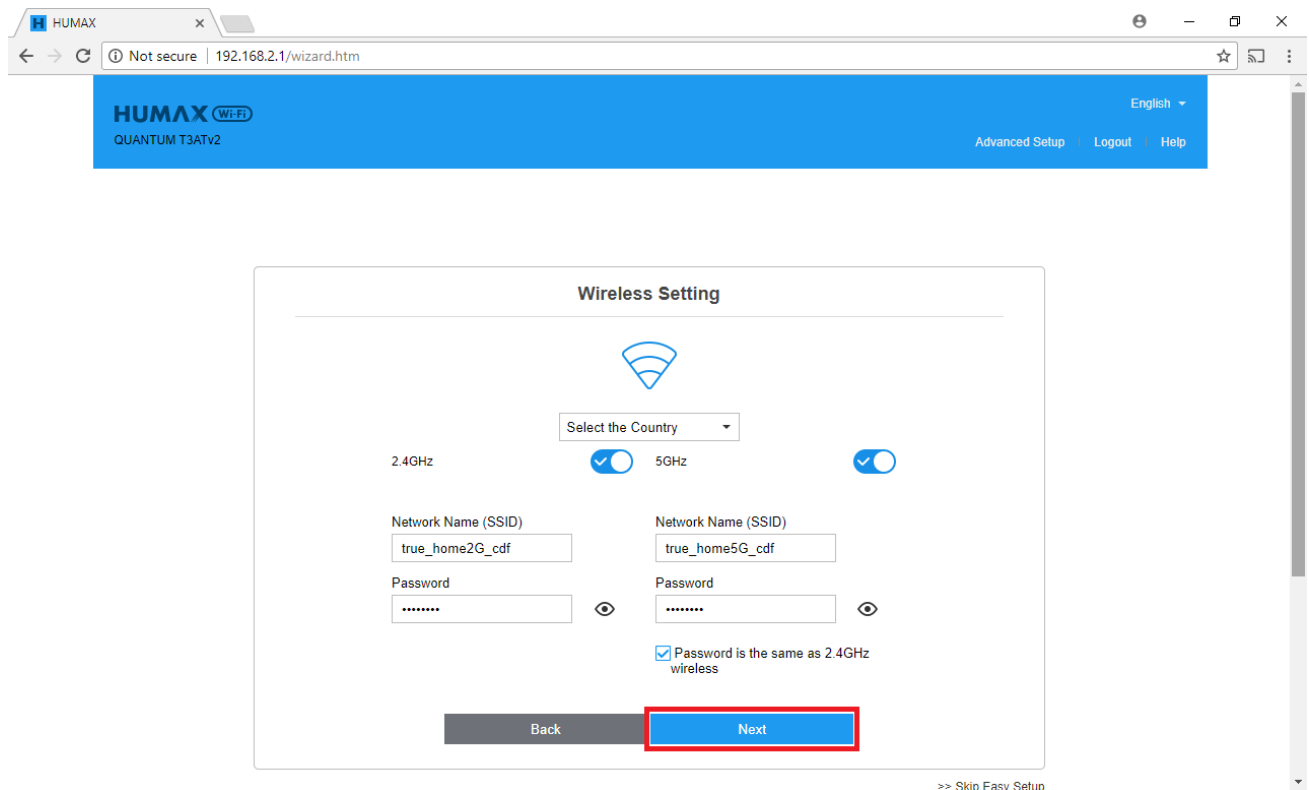 HUMAX
Not secure | 192.168.2.1/wizard.htm
HUMAX Wi-Fi
English
QUANTUM T3ATv2
Advanced Setup | Logout | Help
Wireless Setting
Select the Country
2.4GHz 5GHz
Network Name (SSID) Network Name (SSID)
true_home2G_cdf true_home5G_cdf
Password Password
•••••••• ••••••••
Password is the same as 2.4GHz
wireless
Back Next
>> Skip Easy Setup